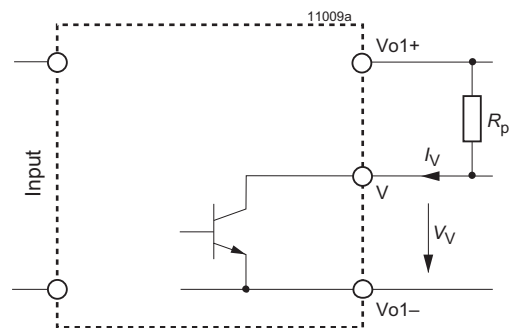 11009a
Vo1+
Rp
IV
V
Input
VV
Vo1–